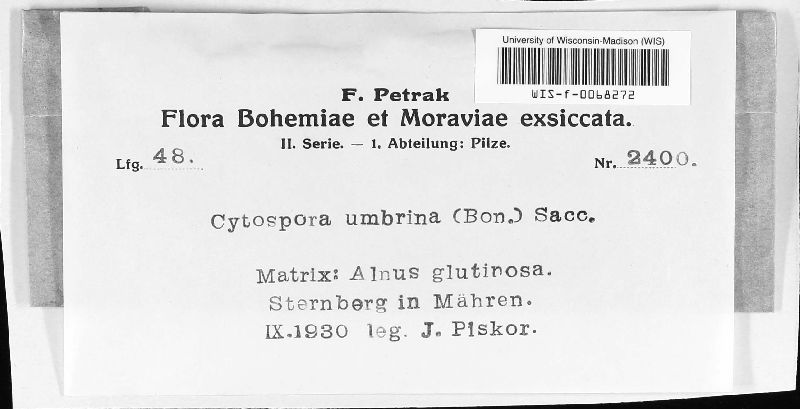 University of Wisconsin-Madison (WIS)
WIS-f-0068272
F. Petrak
Flora Bohemiae et Moraviae exsiccata.
II. Serie. — 1. Abteilung: Pilze.
Lfg. 48.
Nr. 2400.
Cytospora umbrina (Bon.) Sacc.
Matrix: Alnus glutinosa.
Sternberg in Mähren.
IX.1930 leg. J. Piskor.